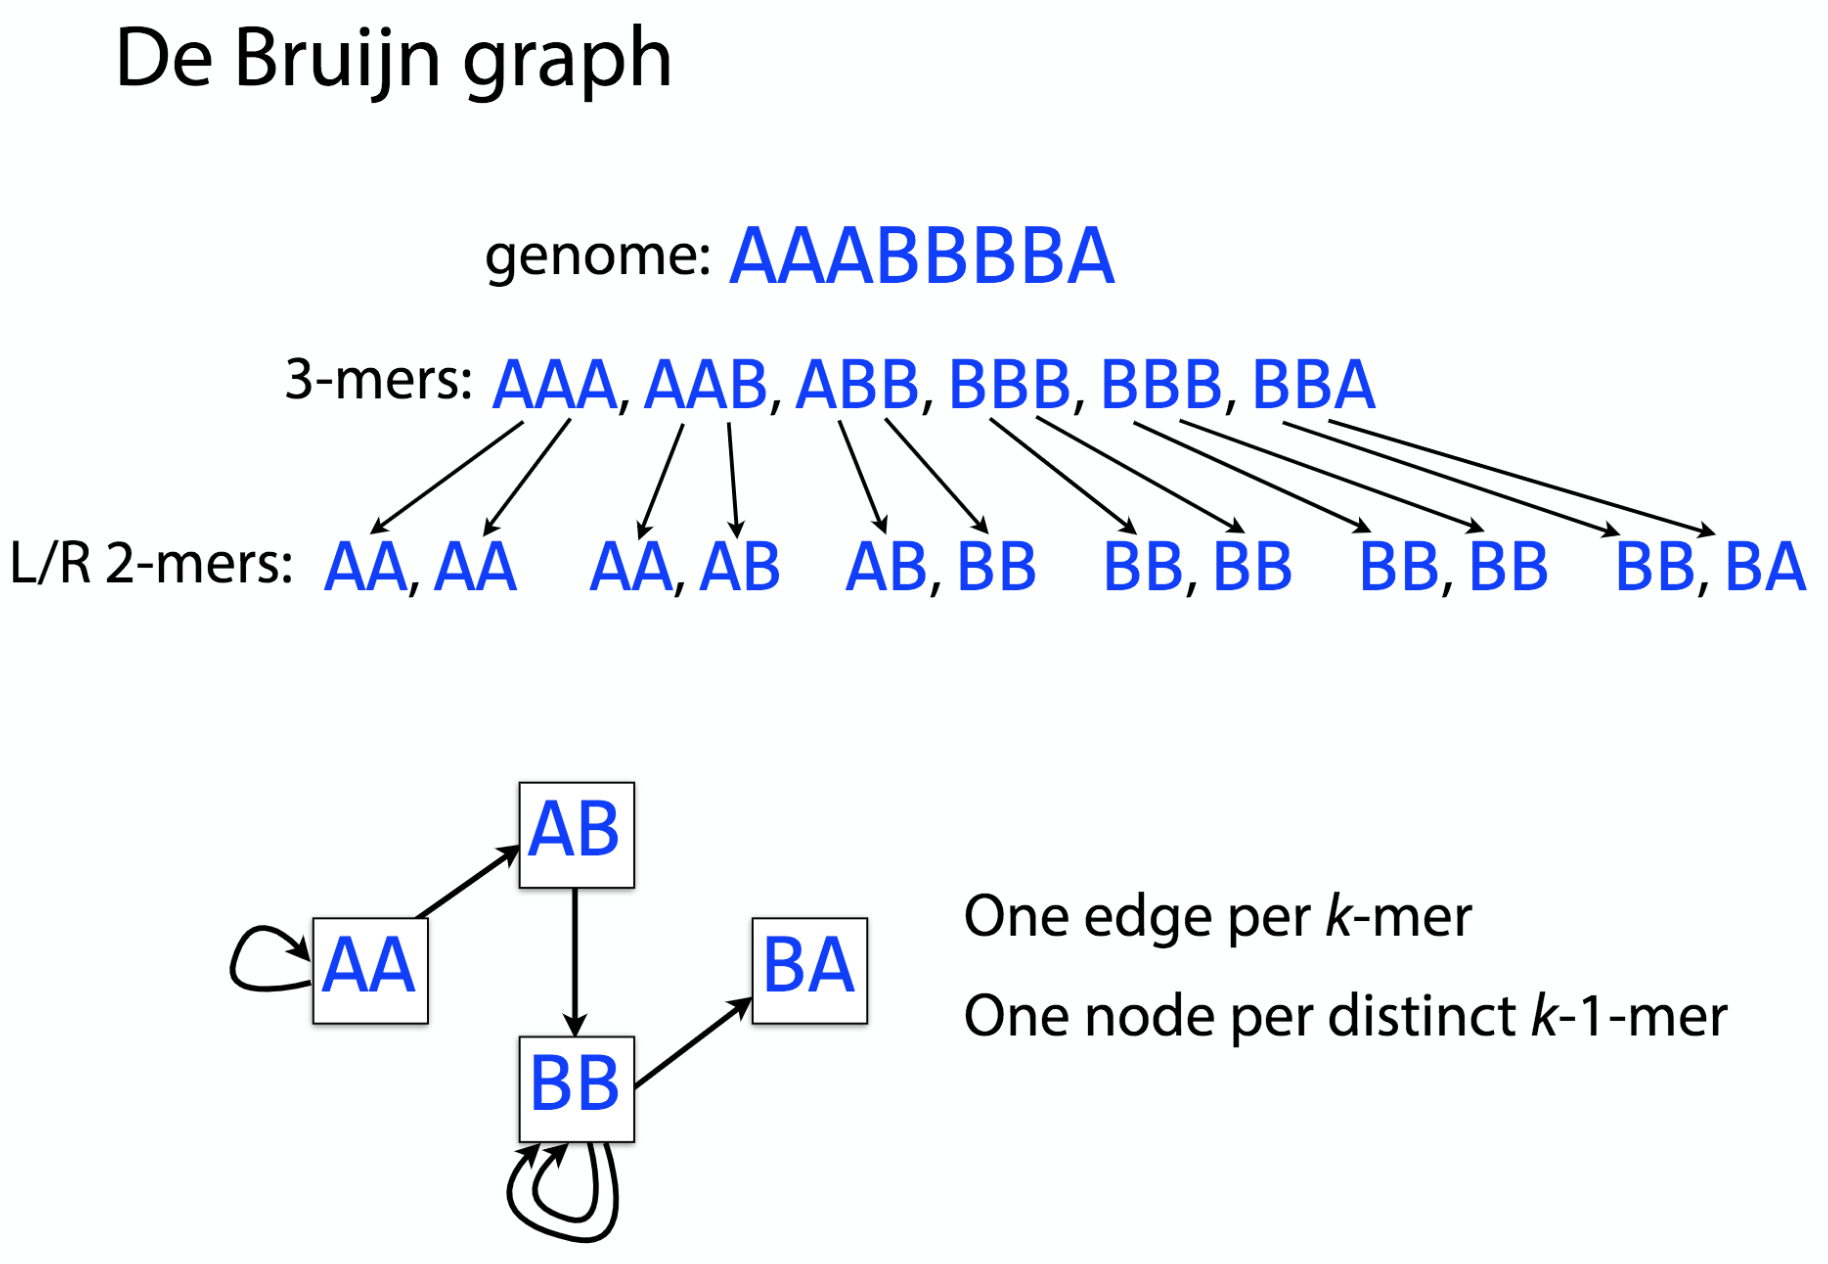 De Bruijn graph
genome: AAABBBBA
3-mers: AAA, AAB, ABB, BBB, BBB, BBA
L/R 2-mers: AA, AA AA, AB AB, BB BB, BB BB, BB BB, BA
AB
AA
BA
BB
One edge per k-mer
One node per distinct k-1-mer